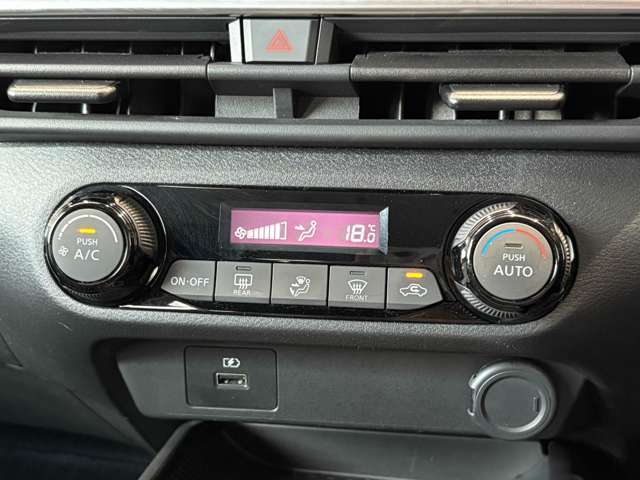 18.0°C
PUSH
A/C
ON·OFF
REAR
FRONT
PUSH
AUTO